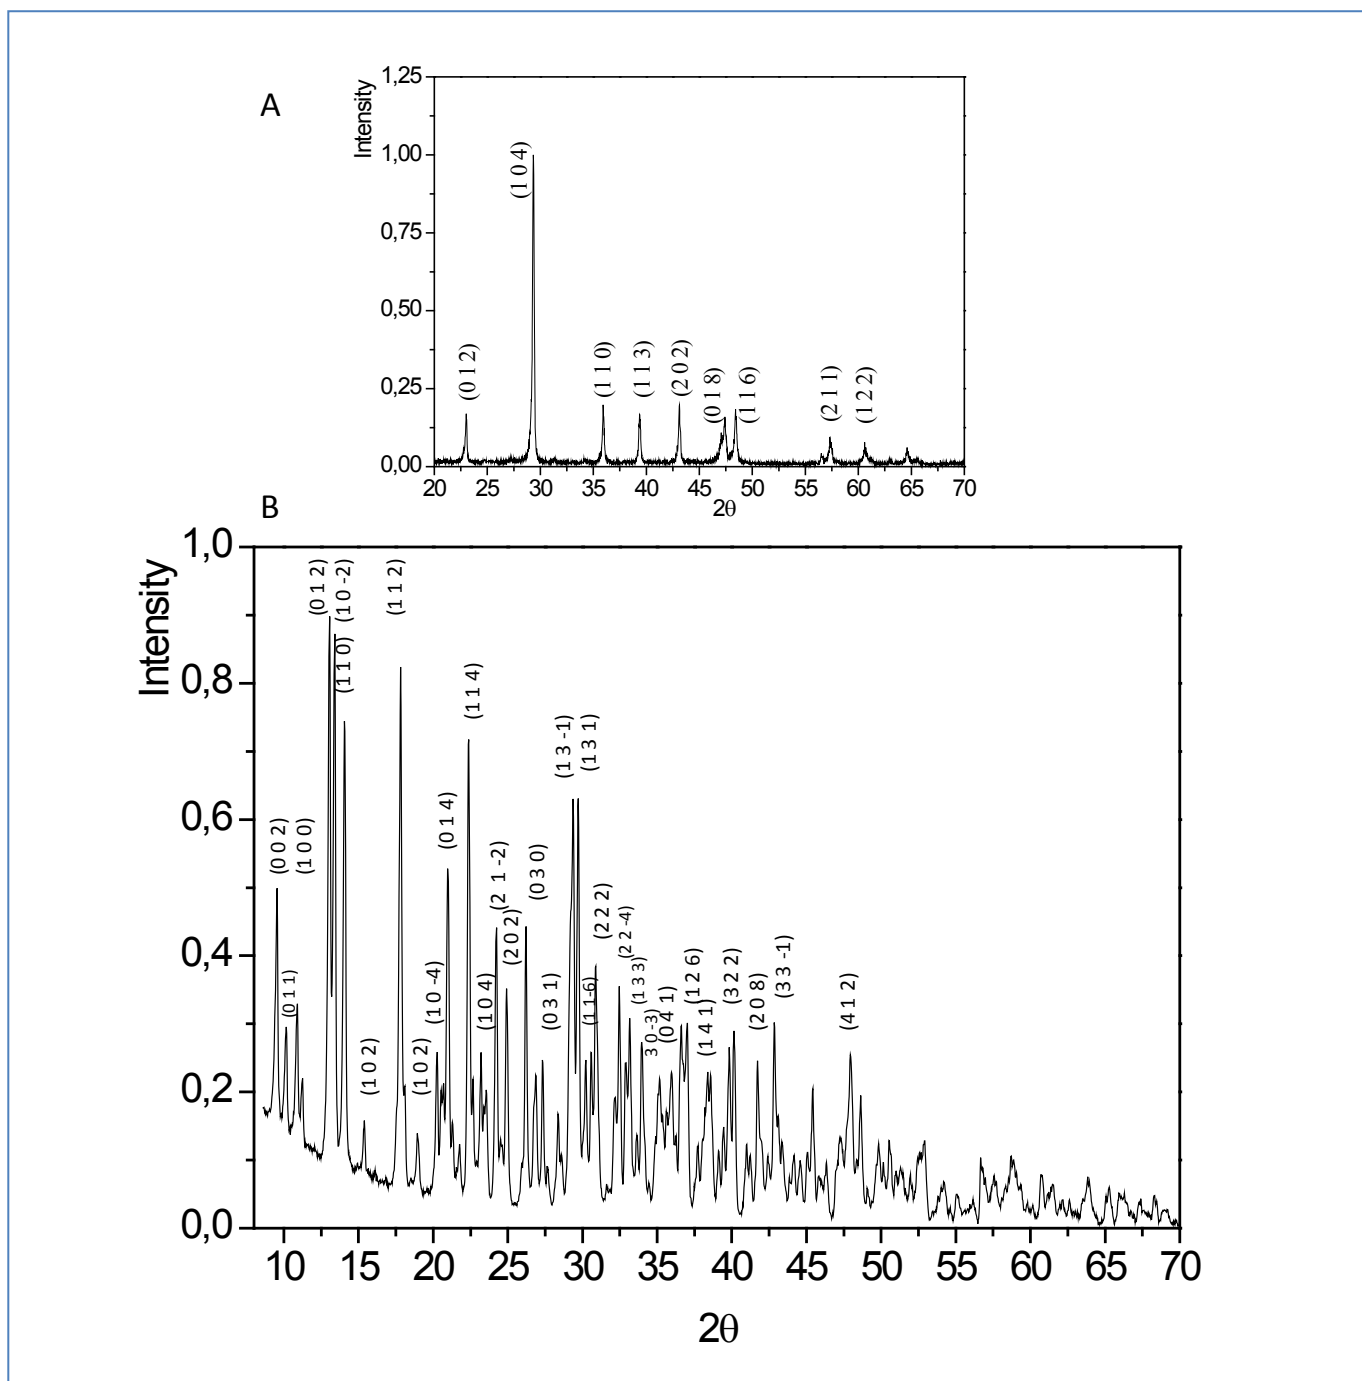 A
Intensity
1,25
1,00
0,75
0,50
0,25
0,00
(0 1 2)
(1 0 4)
(1 1 0)
(1 1 3)
(2 0 2)
(0 1 8)
(1 1 6)
(2 1 1)
(1 2 2)
20 25 30 35 40 45 50 55 60 65 70
2θ
B
Intensity
1,0
0,8
0,6
0,4
0,2
0,0
(0 0 2)
(0 1 1)
(1 0 0)
(0 1 2)
(1 0 -2)
(1 1 0)
(1 0 2)
(1 1 2)
(1 0 2)
(1 0 -4)
(0 1 4)
(1 1 4)
(1 0 4)
(2 1 -2)
(2 0 2)
(0 3 0)
(0 3 1)
(1 3 -1)
(1 3 1)
(1 1-6)
(2 2 2)
(2 2 -4)
(1 3 3)
3 0 -3)
(0 4 1)
(1 2 6)
(1 4 1)
(3 2 2)
(2 0 8)
(3 3 -1)
(4 1 2)
10 15 20 25 30 35 40 45 50 55 60 65 70
2θ